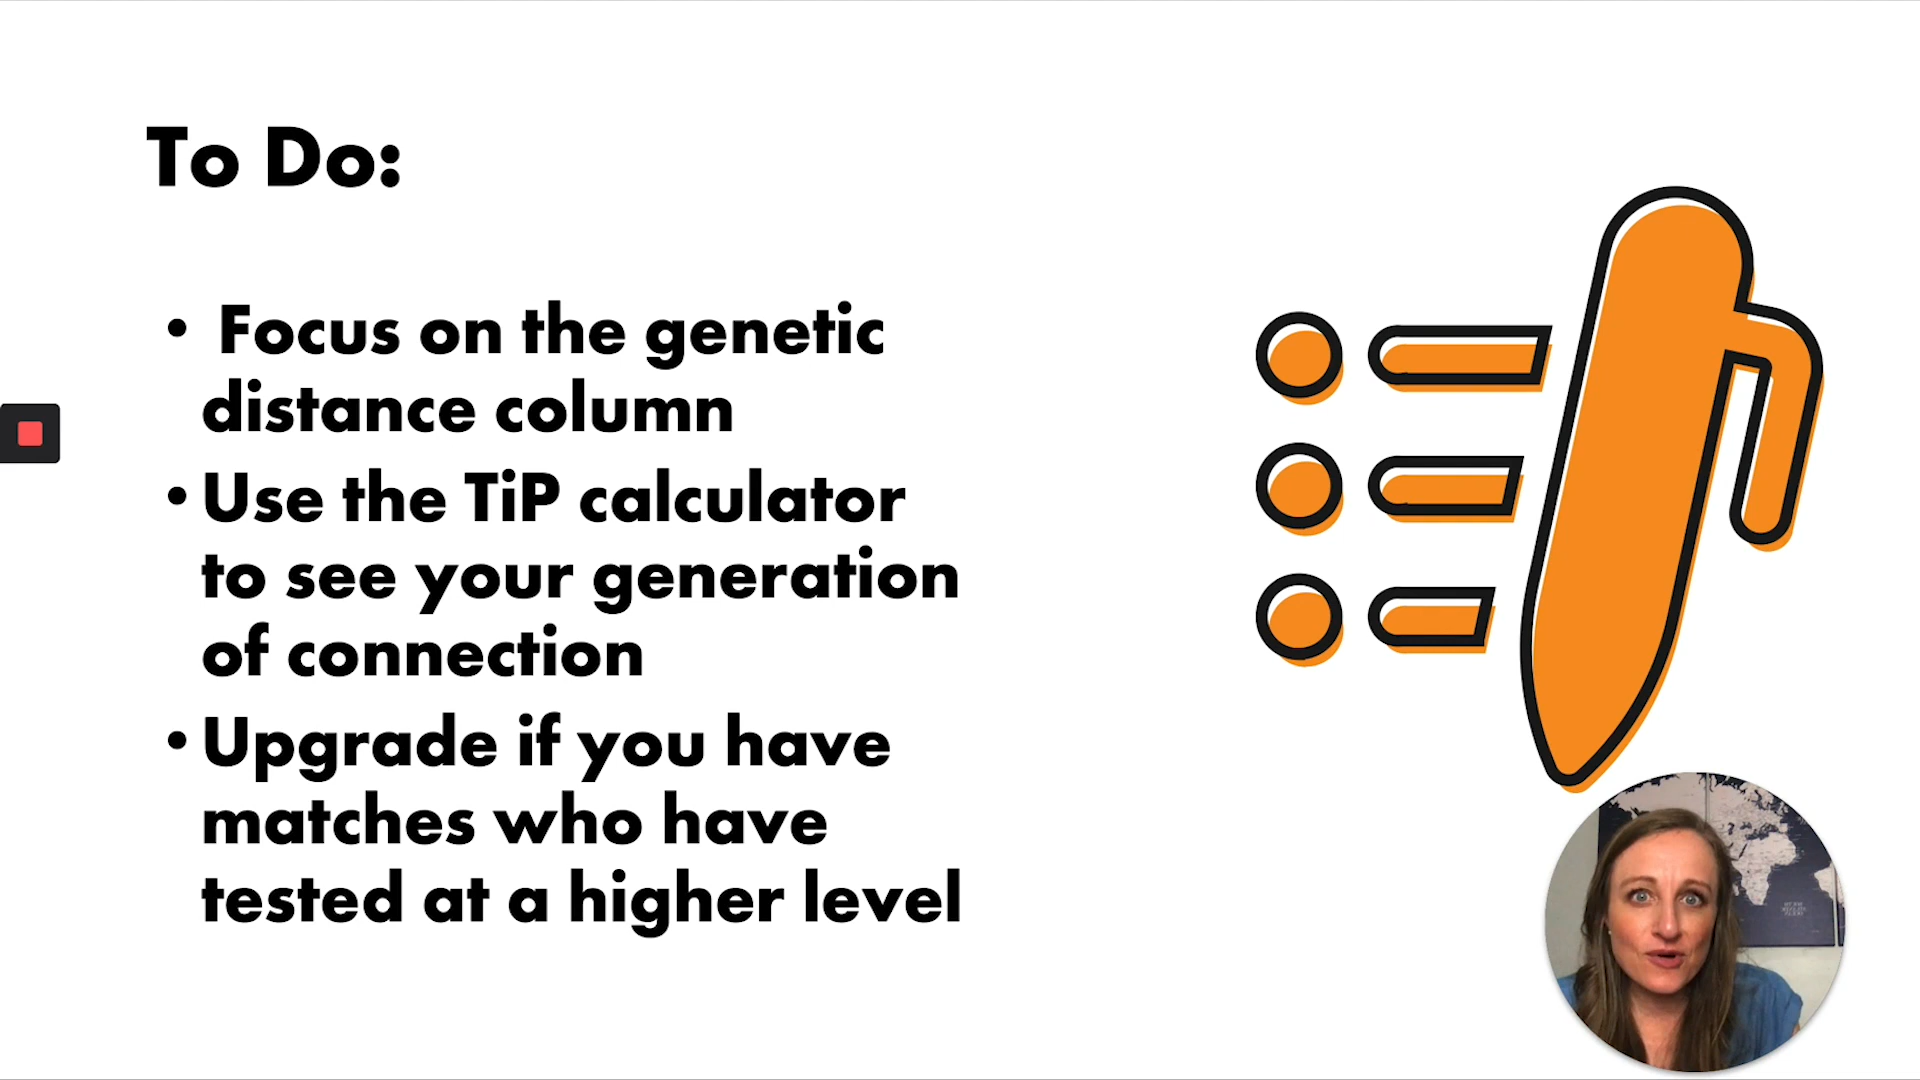 To Do:
• Focus on the genetic
distance column
• Use the TiP calculator
to see your generation
of connection
• Upgrade if you have
matches who have
tested at a higher level